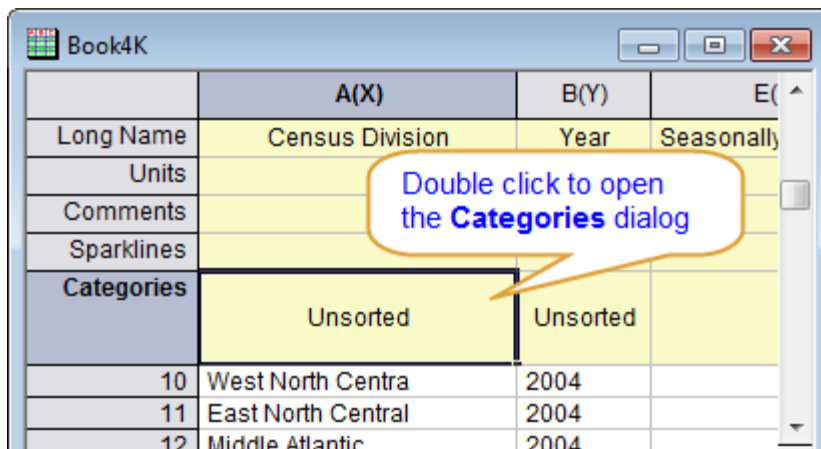 Book4K
A(X) B(Y) E(
Long Name Census Division Year Seasonally
Units
Comments
Sparklines
Double click to open
the Categories dialog
Categories Unsorted Unsorted
10 West North Centra 2004
11 East North Central 2004
12 Middle Atlantic 2004